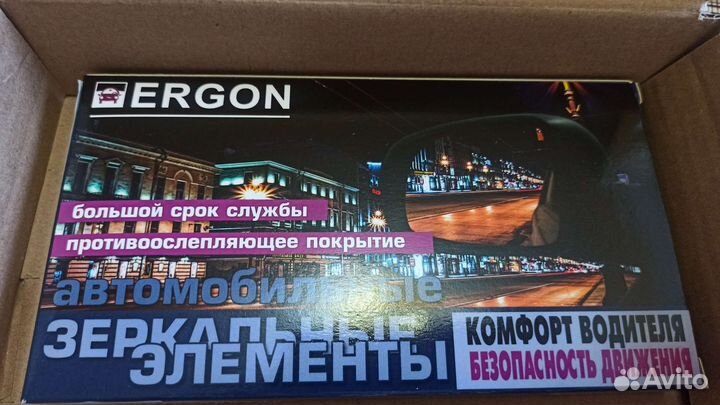 ERGON
большой срок службы
противоослепляющее покрытие
автомобильные
ЗЕРКАЛЬНЫЕ
ЭЛЕМЕНТЫ
КОМФОРТ ВОДИТЕЛЯ
БЕЗОПАСНОСТЬ ДВИЖЕНИЯ
Avito